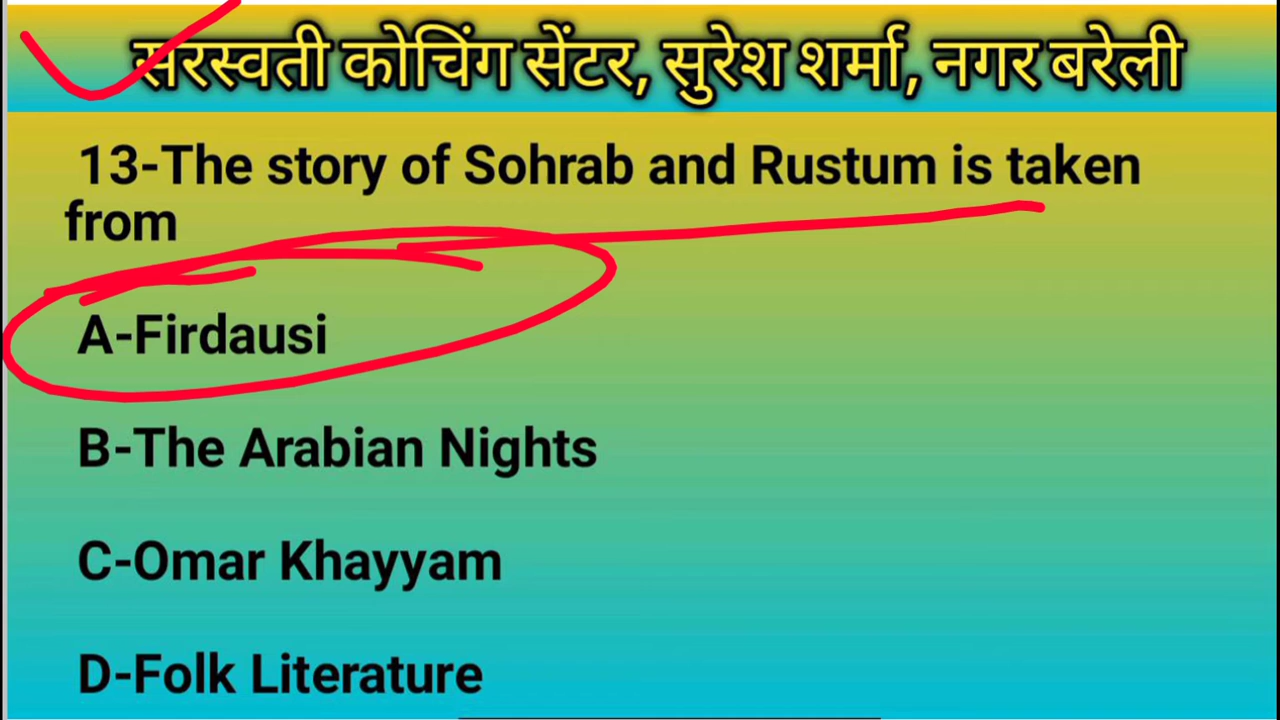 सरस्वती कोचिंग सेंटर, सुरेश शर्मा, नगर बरेली
13-The story of Sohrab and Rustum is taken
from
A-Firdausi
B-The Arabian Nights
C-Omar Khayyam
D-Folk Literature